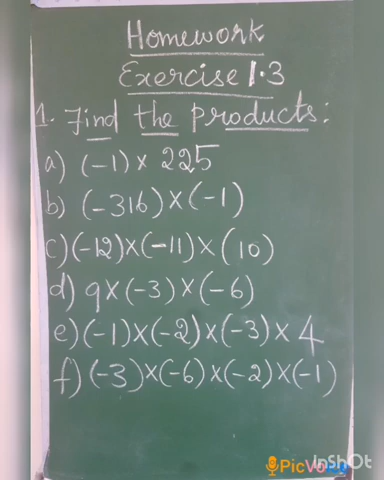 Homework
Exercise 1.3
1. Find the products:
a) (-1) × 225
b) (-316) × (-1)
c) (-12) × (-11) × (10)
d) 9 × (-3) × (-6)
e) (-1) × (-2) × (-3) × 4
f) (-3) × (-6) × (-2) × (-1)
InShOt